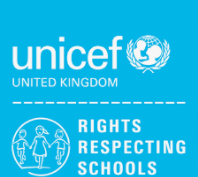 unicef
UNITED KINGDOM
RIGHTS
RESPECTING
SCHOOLS